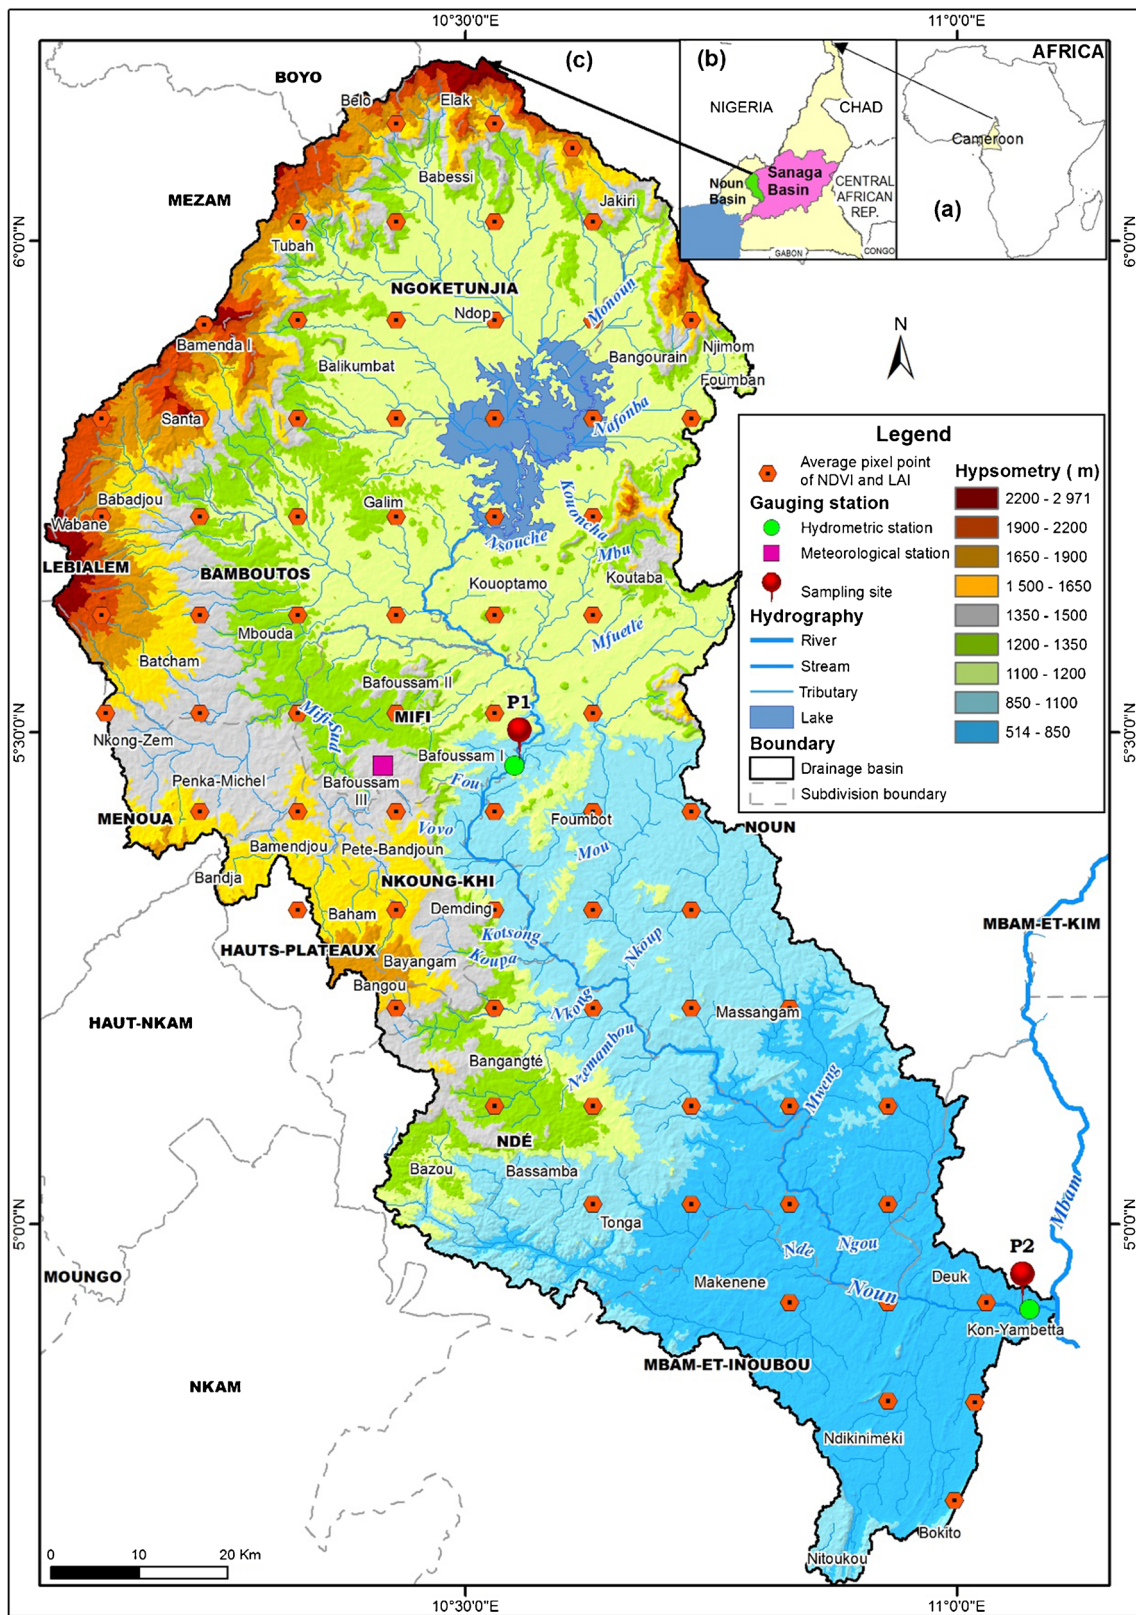 10°30'0"E
11°0'0"E
(c)
(b)
AFRICA
NIGERIA
CHAD
Cameroon
Sanaga
Basin
Noun
Basin
CENTRAL
AFRICAN
REP.
(a)
GABON
CONGO
BOYO
Belo
Elak
Babessi
MEZAM
Jakiri
Tubah
6°0'0"N
6°0'0"N
NGOKETUNJIA
Monoun
Ndop
N
Bamenda I
Njimom
Bangourain
Balikumbat
Foumban
Santa
Nafonba
Legend
Average pixel point
of NDVI and LAI
Gauging station
Hydrometric station
Meteorological station
Sampling site
Hydrography
River
Stream
Tributary
Lake
Boundary
Drainage basin
Subdivision boundary
Hypsometry ( m)
2200 - 2 971
1900 - 2200
1650 - 1900
1 500 - 1650
1350 - 1500
1200 - 1350
1100 - 1200
850 - 1100
514 - 850
Babadjou
Galim
Kouoncha
Wabane
Asouche
Mbu
LEBIALEM
BAMBOUTOS
Kouoptamo
Koutaba
Mbouda
Mfuetlé
Batcham
Bafoussam II
P1
Mifi-Sud
MIFI
5°30'0"N
5°30'0"N
Nkong-Zem
Bafoussam I
Penka-Michel
Bafoussam
III
Fou
MENOUA
Vovo
Foumbot
NOUN
Bamendjou
Pete-Bandjoun
Mou
Bandja
NKOUNG-KHI
Baham
Demding
MBAM-ET-KIM
Kotsong
Nkoup
HAUTS-PLATEAUX
Koupa
Bayangam
Bangou
Nkong
HAUT-NKAM
Massangam
Bangangté
Nzemambou
Mweng
NDÉ
Bazou
Bassamba
Mbam
Tonga
5°0'0"N
5°0'0"N
Nde
Ngou
P2
MOUNGO
Makenene
Deuk
Noun
Kon-Yambetta
MBAM-ET-INOUBOU
NKAM
Ndikiniméki
Bokito
Nitoukou
0
10
20 Km
10°30'0"E
11°0'0"E